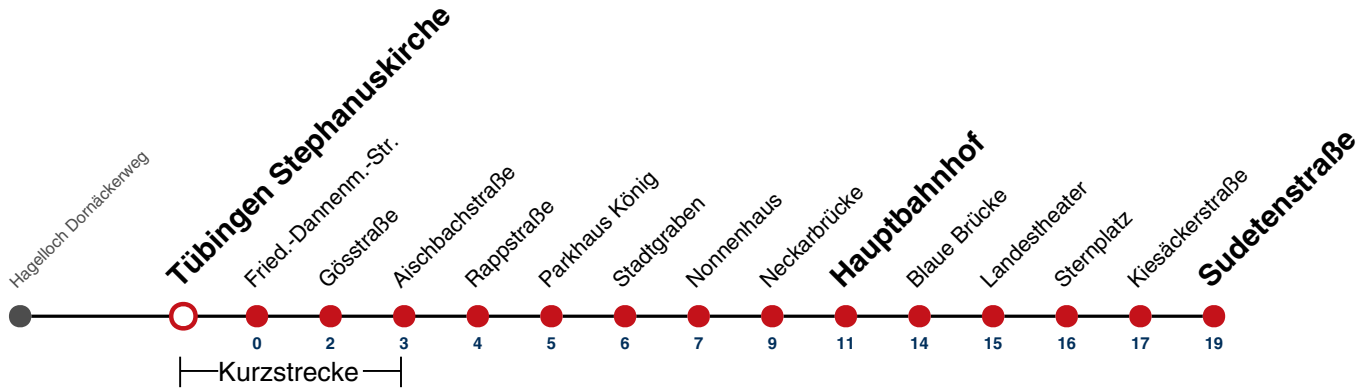 Hagelloch Dornäckerweg
Tübingen Stephanuskirche
Fried.-Dannenm.-Str.
Gösstraße
Aischbachstraße
Rappstraße
Parkhaus König
Stadtgraben
Nonnenhaus
Neckarbrücke
Hauptbahnhof
Blaue Brücke
Landestheater
Sternplatz
Kiesäckerstraße
Sudetenstraße
0 2 3 4 5 6 7 9 11 14 15 16 17 19
Kurzstrecke